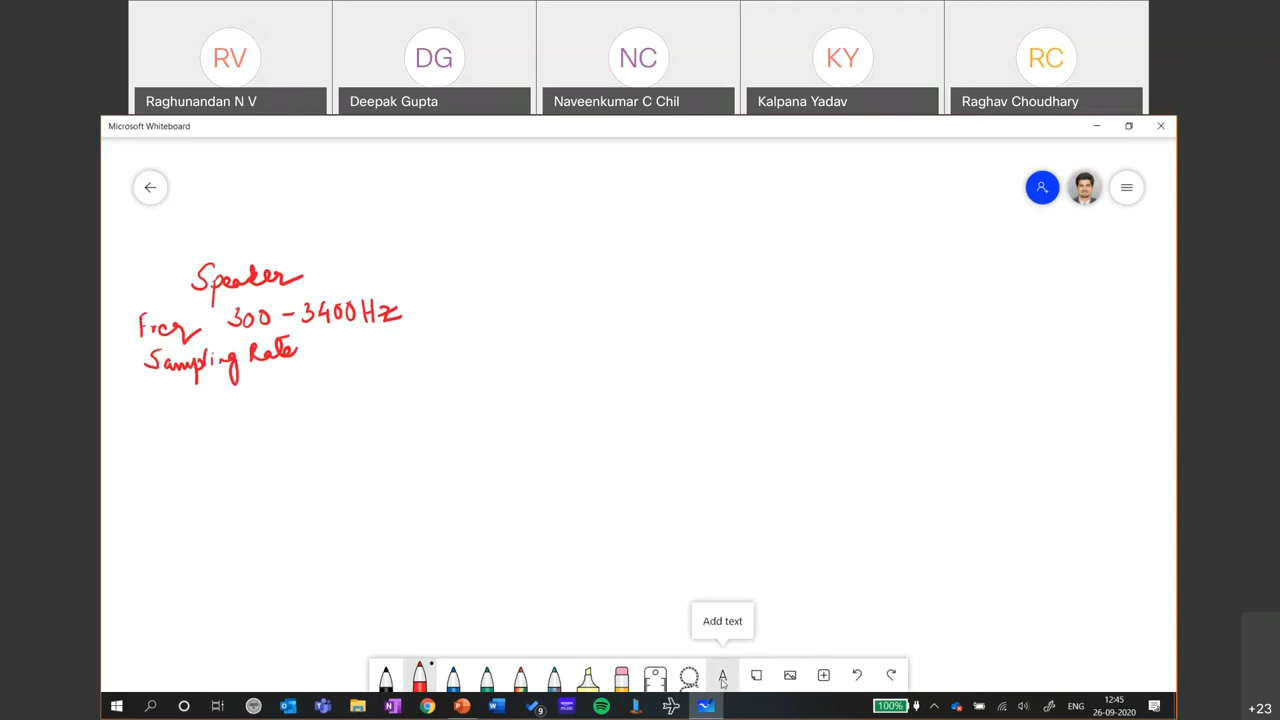 RV DG NC KY RC
Raghunandan N V Deepak Gupta Naveenkumar C Chil Kalpana Yadav Raghav Choudhary
Microsoft Whiteboard
Speaker
Freq 300 - 3400 Hz
Sampling Rate
Add text
100% ENG 12:45
26-09-2020
+23